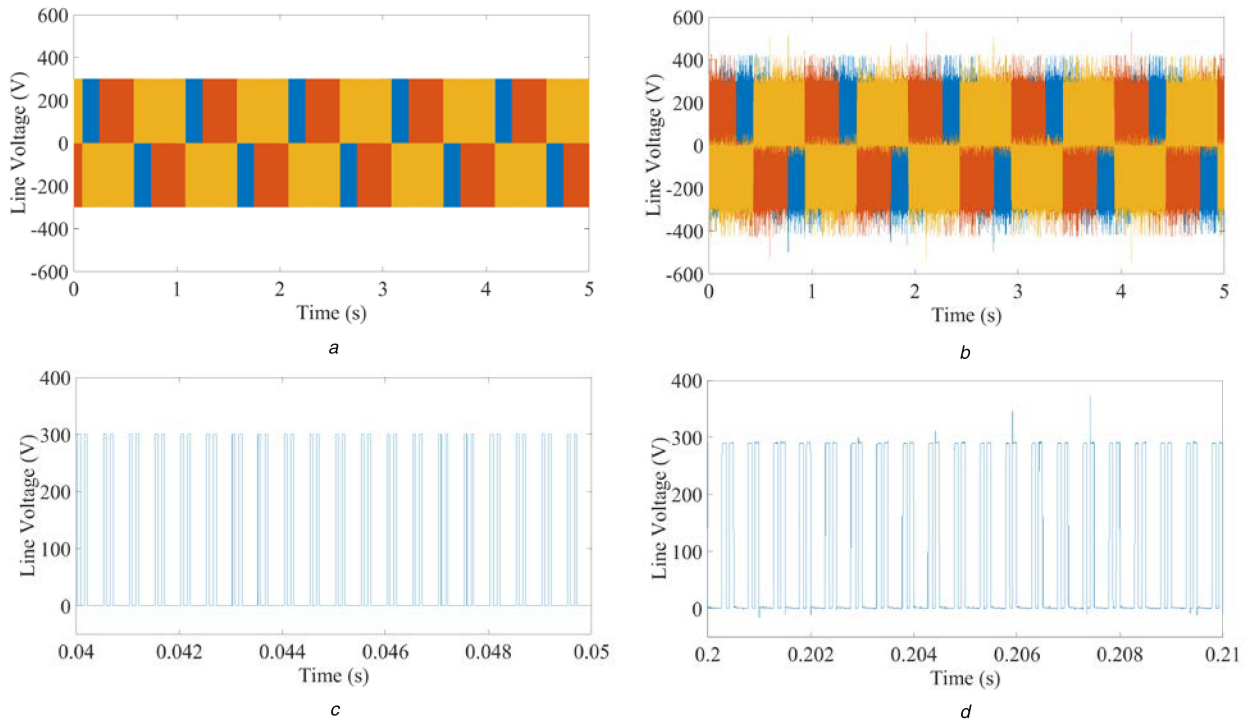 600
400
200
0
-200
-400
-600
Line Voltage (V)
0 1 2 3 4 5
Time (s)
a
600
400
200
0
-200
-400
-600
Line Voltage (V)
0 1 2 3 4 5
Time (s)
b
400
300
200
100
0
Line Voltage (V)
0.04 0.042 0.044 0.046 0.048 0.05
Time (s)
c
400
300
200
100
0
Line Voltage (V)
0.2 0.202 0.204 0.206 0.208 0.21
Time (s)
d